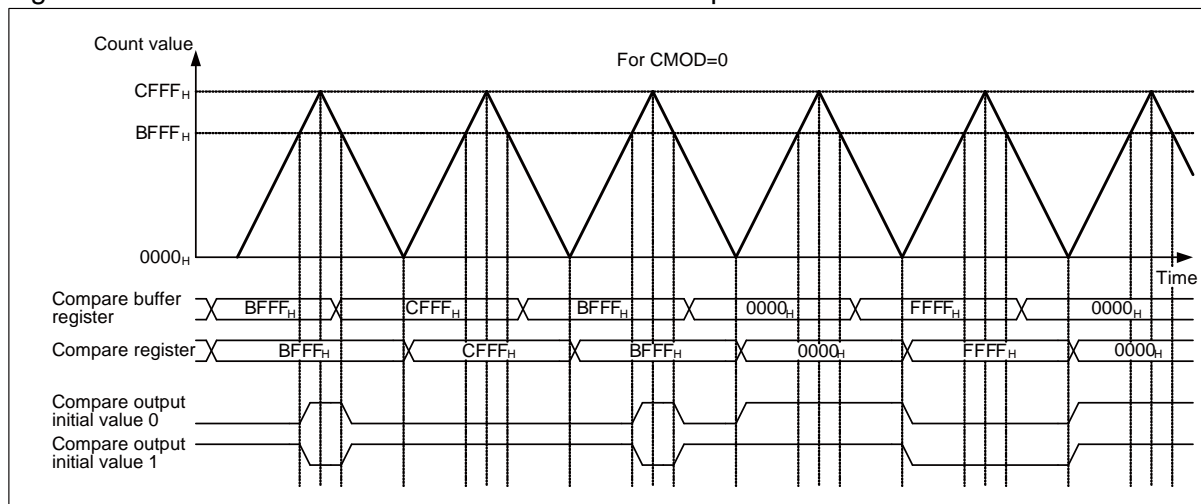 Count value
For CMOD=0
CFFFH
BFFFH
0000H
Time
Compare buffer
register
BFFFH
CFFFH
BFFFH
0000H
FFFFH
0000H
Compare register
BFFFH
CFFFH
BFFFH
0000H
FFFFH
0000H
Compare output
initial value 0
Compare output
initial value 1